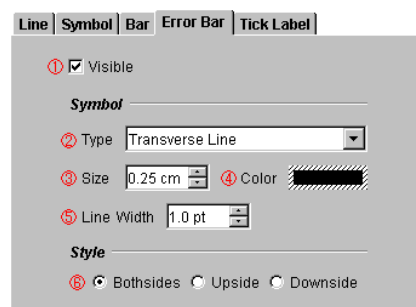 Line Symbol Bar Error Bar Tick Label
① Visible
Symbol
② Type Transverse Line
③ Size 0.25 cm ④ Color
⑤ Line Width 1.0 pt
Style
⑥ Bothsides Upside Downside